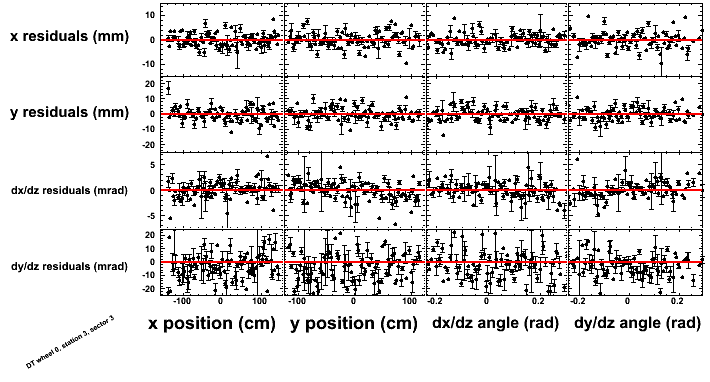 x residuals (mm)
10
0
-10
y residuals (mm)
20
10
0
-10
-20
dx/dz residuals (mrad)
5
0
-5
dy/dz residuals (mrad)
20
10
0
-10
-20
-100 0 100 -100 0 100 -0.2 0 0.2 -0.2 0 0.2
x position (cm) y position (cm) dx/dz angle (rad) dy/dz angle (rad)
DT wheel 0, station 3, sector 3